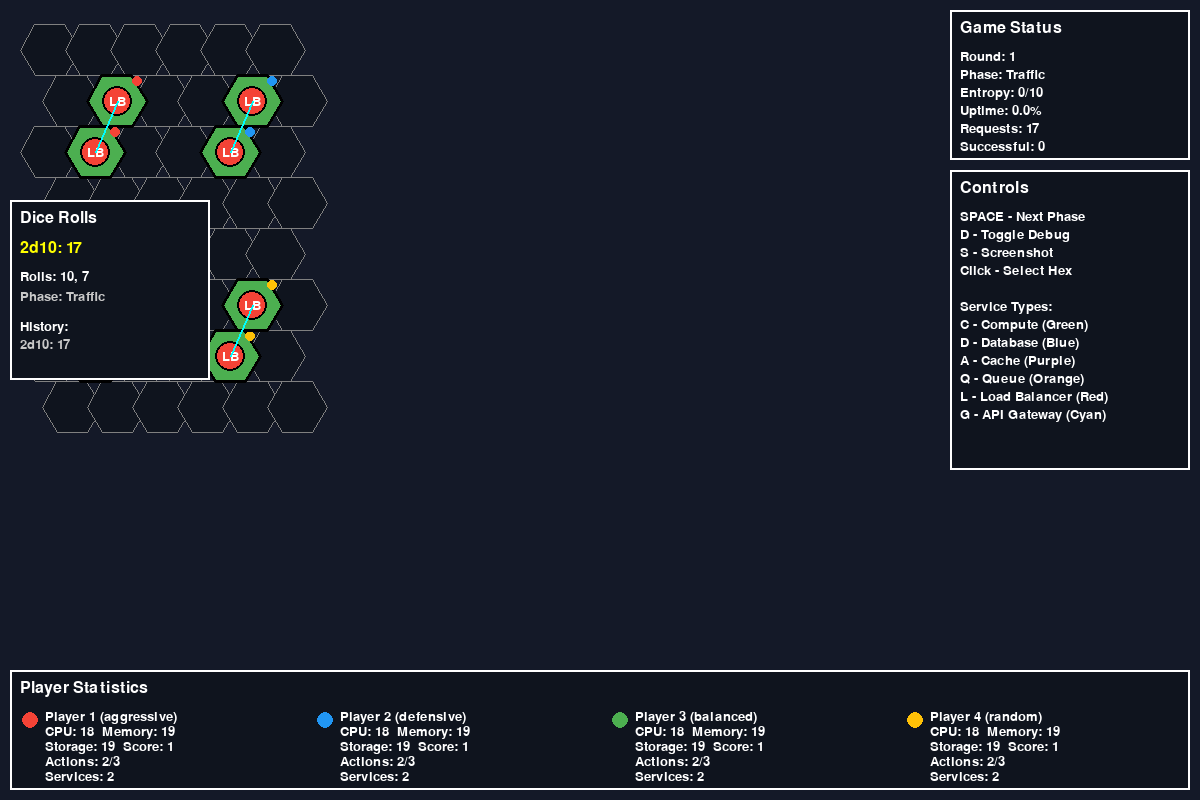 LB
LB
LB
LB
LB
LB
Dice Rolls
2d10: 17
Rolls: 10, 7
Phase: Traffic
History:
2d10: 17
Game Status
Round: 1
Phase: Traffic
Entropy: 0/10
Uptime: 0.0%
Requests: 17
Successful: 0
Controls
SPACE - Next Phase
D - Toggle Debug
S - Screenshot
Click - Select Hex
Service Types:
C - Compute (Green)
D - Database (Blue)
A - Cache (Purple)
Q - Queue (Orange)
L - Load Balancer (Red)
G - API Gateway (Cyan)
Player Statistics
Player 1 (aggressive)
CPU: 18 Memory: 19
Storage: 19 Score: 1
Actions: 2/3
Services: 2
Player 2 (defensive)
CPU: 18 Memory: 19
Storage: 19 Score: 1
Actions: 2/3
Services: 2
Player 3 (balanced)
CPU: 18 Memory: 19
Storage: 19 Score: 1
Actions: 2/3
Services: 2
Player 4 (random)
CPU: 18 Memory: 19
Storage: 19 Score: 1
Actions: 2/3
Services: 2